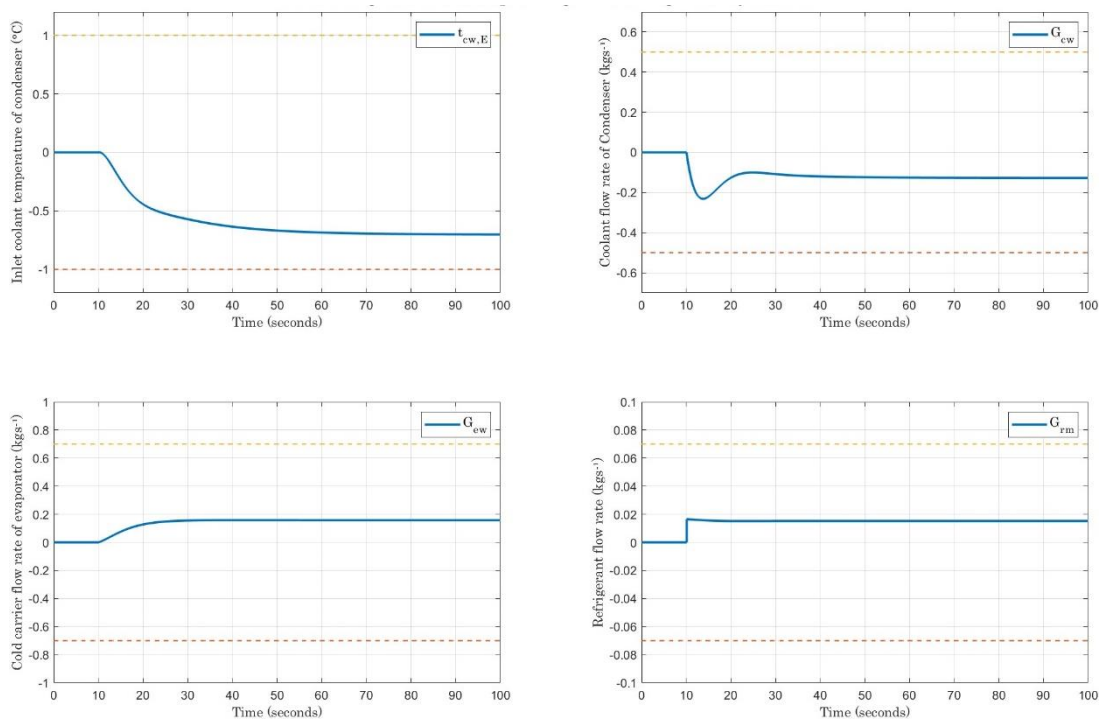 Inlet coolant temperature of condenser (°C)
1
0.5
0
-0.5
-1
t_cw,E
0 10 20 30 40 50 60 70 80 90 100
Time (seconds)
Coolant flow rate of Condenser (kgs⁻¹)
0.6
0.4
0.2
0
-0.2
-0.4
-0.6
G_cw
0 10 20 30 40 50 60 70 80 90 100
Time (seconds)
Cold carrier flow rate of evaporator (kgs⁻¹)
1
0.8
0.6
0.4
0.2
0
-0.2
-0.4
-0.6
-0.8
-1
G_ew
0 10 20 30 40 50 60 70 80 90 100
Time (seconds)
Refrigerant flow rate (kgs⁻¹)
0.1
0.08
0.06
0.04
0.02
0
-0.02
-0.04
-0.06
-0.08
-0.1
G_rm
0 10 20 30 40 50 60 70 80 90 100
Time (seconds)